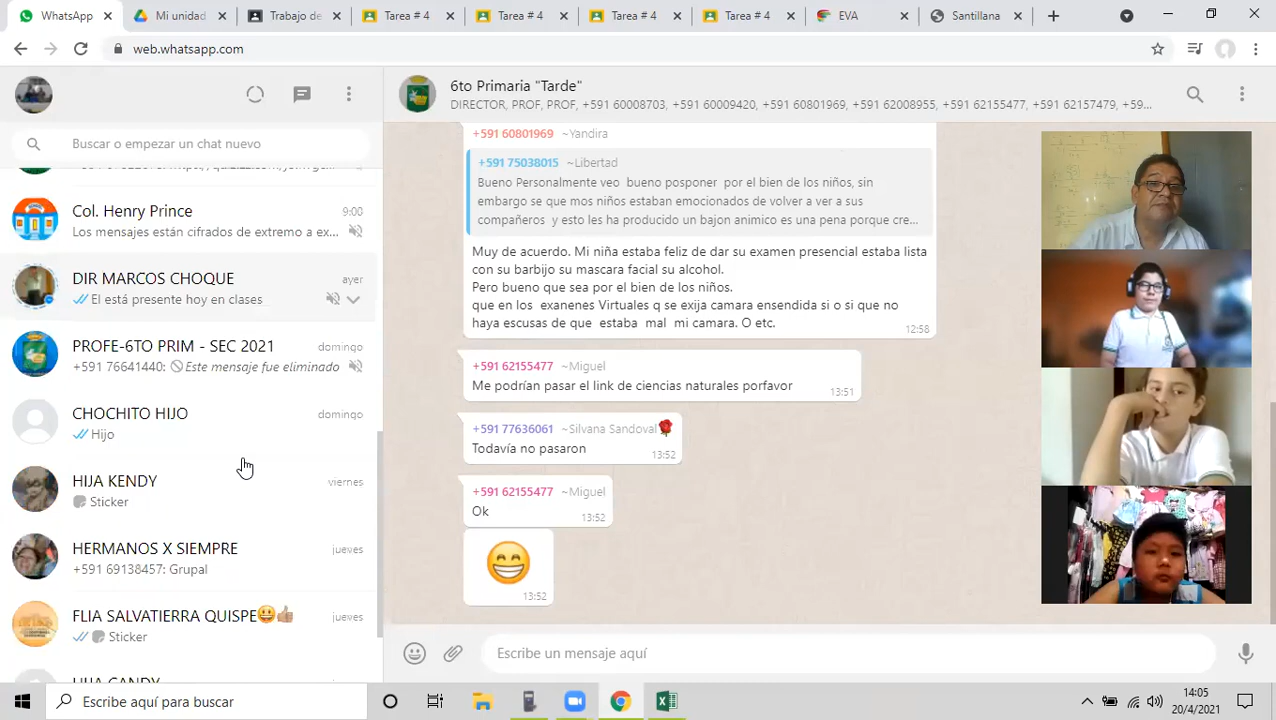 WhatsApp
Mi unidad
Trabajo de
Tarea # 4
Tarea # 4
Tarea # 4
Tarea # 4
EVA
Santillana
web.whatsapp.com
Buscar o empezar un chat nuevo
Col. Henry Prince
9:00
Los mensajes están cifrados de extremo a ex...
DIR MARCOS CHOQUE
ayer
El está presente hoy en clases
PROFE-6TO PRIM - SEC 2021
domingo
+591 76641440: Este mensaje fue eliminado
CHOCHITO HIJO
domingo
Hijo
HIJA KENDY
viernes
Sticker
HERMANOS X SIEMPRE
jueves
+591 69138457: Grupal
FLIA SALVATIERRA QUISPE😃👍
jueves
Sticker
HIJA CANDY
6to Primaria "Tarde"
DIRECTOR, PROF, PROF, +591 60008703, +591 60009420, +591 60801969, +591 62008955, +591 62155477, +591 62157479, +59...
+591 60801969 ~Yandira
+591 75038015 ~Libertad
Bueno Personalmente veo bueno posponer por el bien de los niños, sin
embargo se que mos niños estaban emocionados de volver a ver a sus
compañeros y esto les ha producido un bajon animico es una pena porque cre...
Muy de acuerdo. Mi niña estaba feliz de dar su examen presencial estaba lista
con su barbijo su mascara facial su alcohol.
Pero bueno que sea por el bien de los niños.
que en los exanenes Virtuales q se exija camara ensendida si o si que no
haya escusas de que estaba mal mi camara. O etc.
12:58
+591 62155477 ~Miguel
Me podrían pasar el link de ciencias naturales porfavor
13:51
+591 77636061 ~Silvana Sandoval🌹
Todavía no pasaron
13:52
+591 62155477 ~Miguel
Ok
13:52
13:52
Escribe un mensaje aquí
Escribe aquí para buscar
14:05
20/4/2021